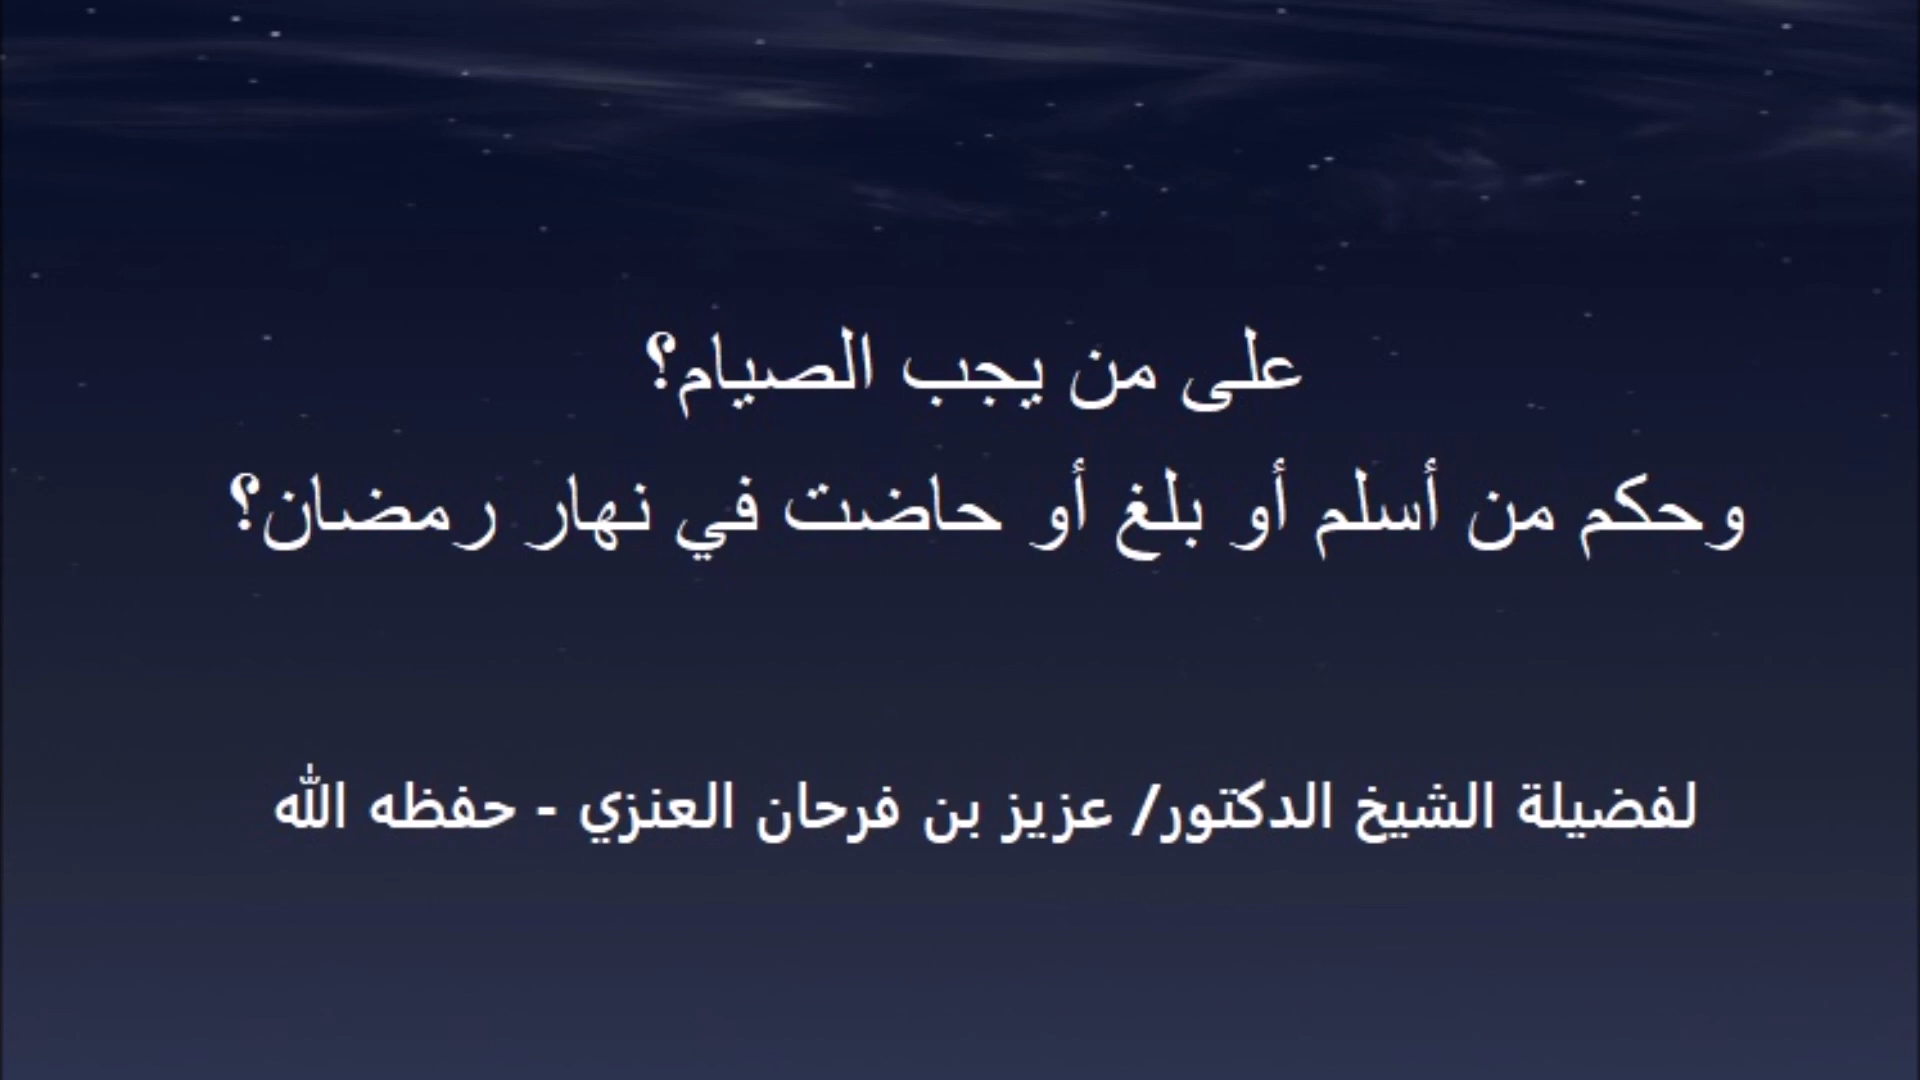 على من يجب الصيام؟
وحكم من أسلم أو بلغ أو حاضت في نهار رمضان؟
لفضيلة الشيخ الدكتور/ عزيز بن فرحان العنزي - حفظه الله